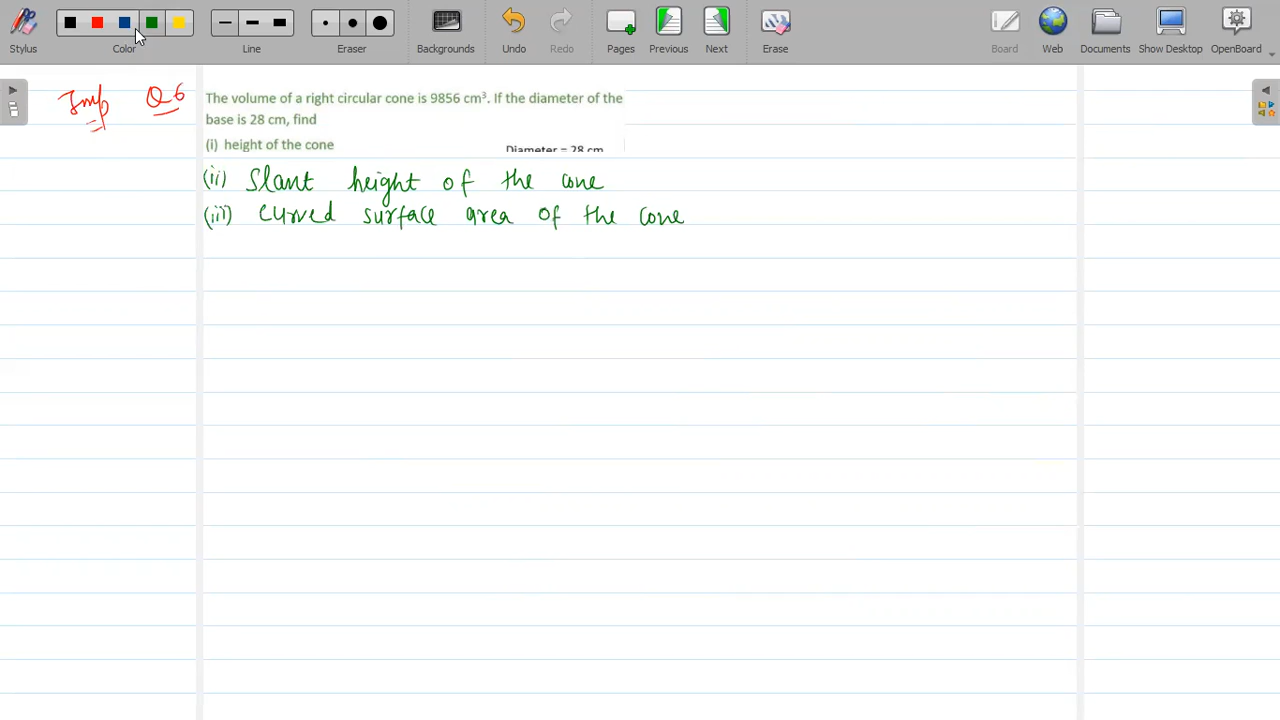 Stylus Color Line Eraser Backgrounds Undo Redo Pages Previous Next Erase Board Web Documents Show Desktop OpenBoard
Imp Q6 The volume of a right circular cone is 9856 cm³. If the diameter of the
base is 28 cm, find
(i) height of the cone
Diameter = 28 cm
(ii) Slant height of the cone
(iii) Curved surface area of the cone